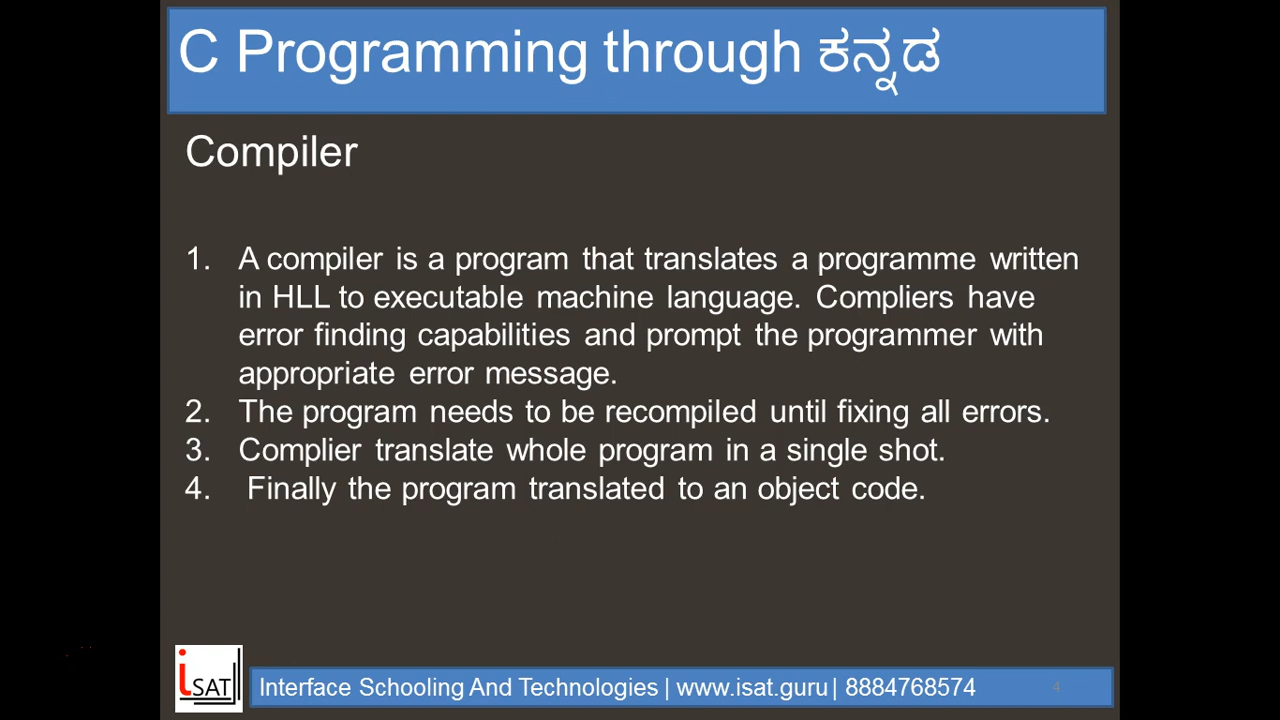 C Programming through ಕನ್ನಡ
Compiler
1. A compiler is a program that translates a programme written
in HLL to executable machine language. Compliers have
error finding capabilities and prompt the programmer with
appropriate error message.
2. The program needs to be recompiled until fixing all errors.
3. Complier translate whole program in a single shot.
4. Finally the program translated to an object code.
iSAT
Interface Schooling And Technologies | www.isat.guru | 8884768574
4